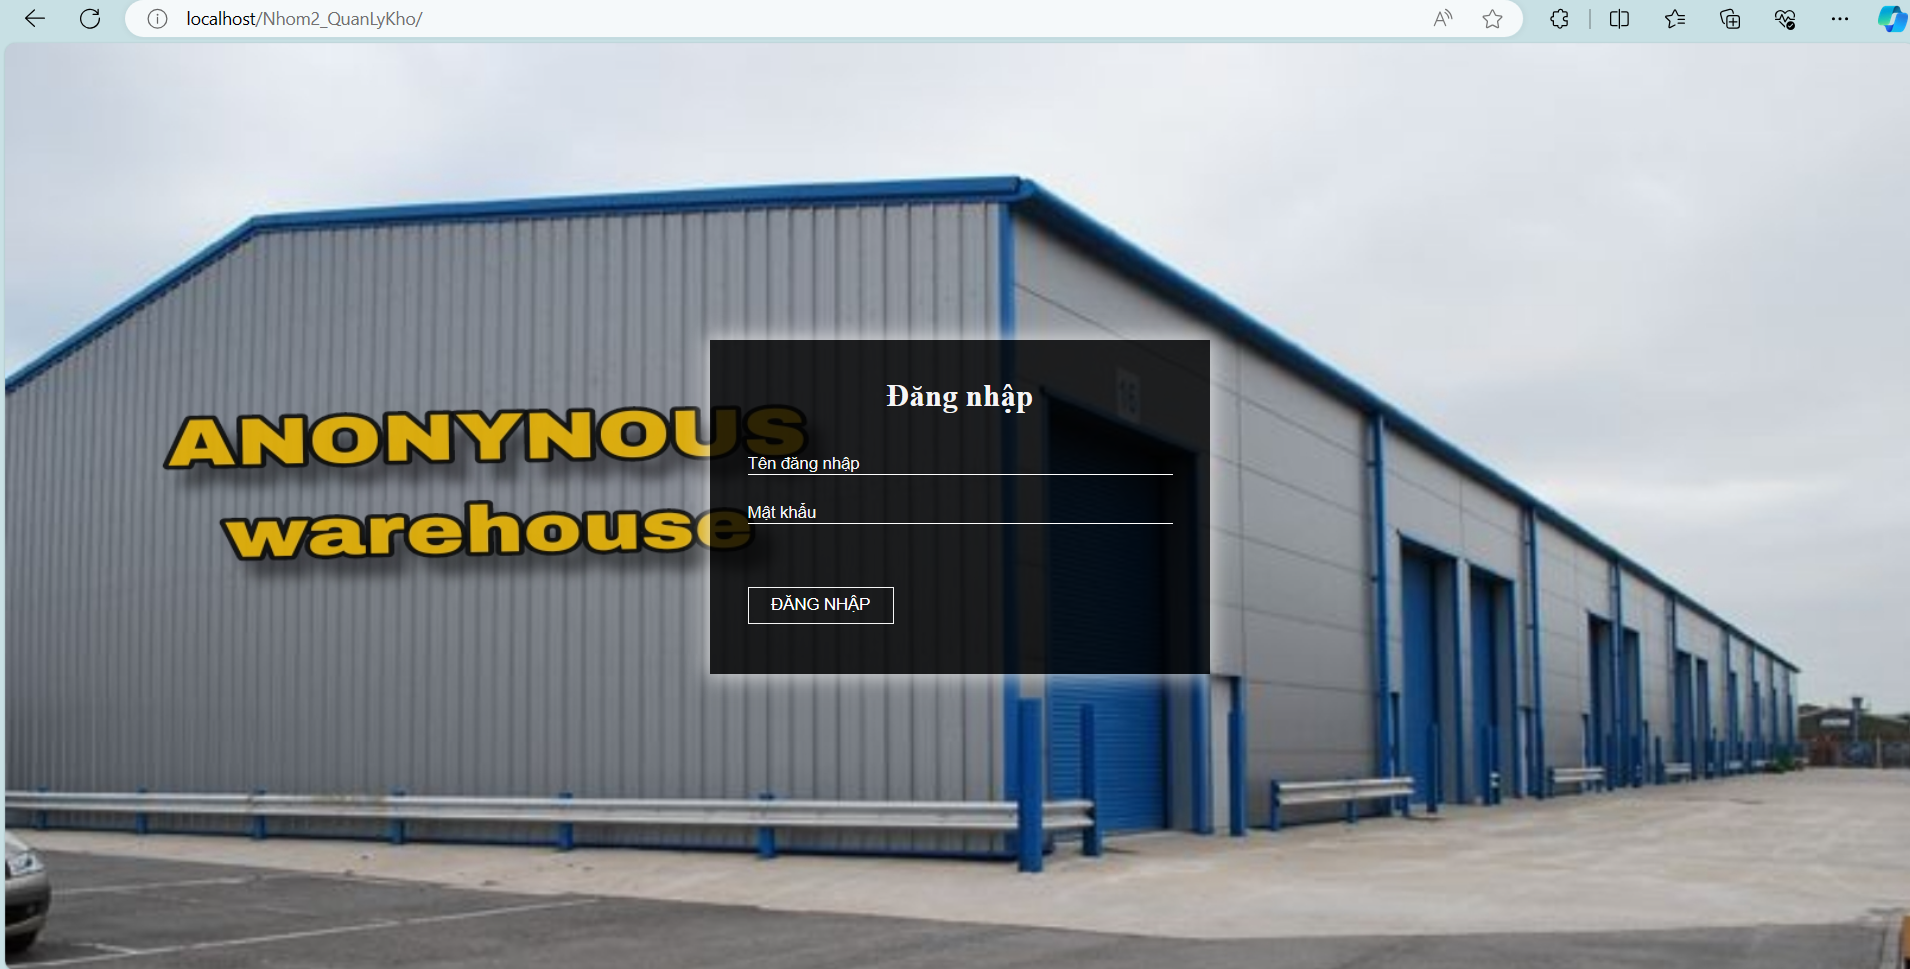 localhost/Nhom2_QuanLyKho/
ANONYNOUS
warehouse
Đăng nhập
Tên đăng nhập
Mật khẩu
ĐĂNG NHẬP